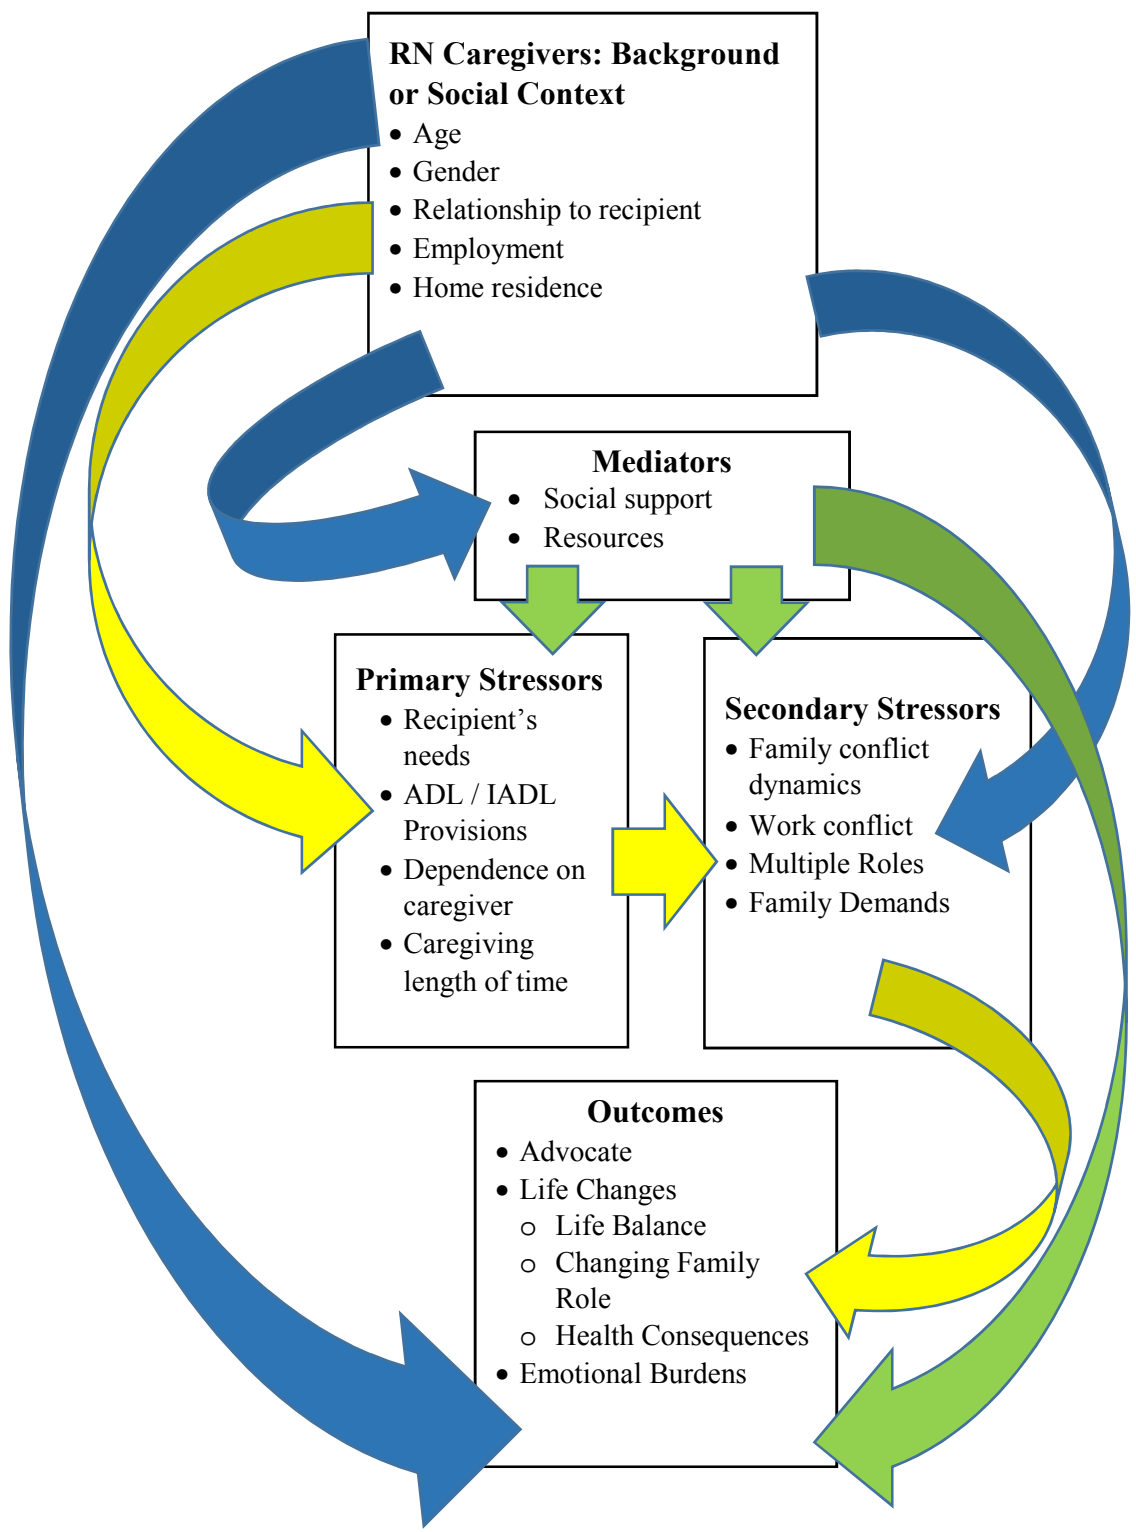 RN Caregivers: Background
or Social Context
• Age
• Gender
• Relationship to recipient
• Employment
• Home residence
Mediators
• Social support
• Resources
Primary Stressors
• Recipient’s
needs
• ADL / IADL
Provisions
• Dependence on
caregiver
• Caregiving
length of time
Secondary Stressors
• Family conflict
dynamics
• Work conflict
• Multiple Roles
• Family Demands
Outcomes
• Advocate
• Life Changes
o Life Balance
o Changing Family
Role
o Health Consequences
• Emotional Burdens